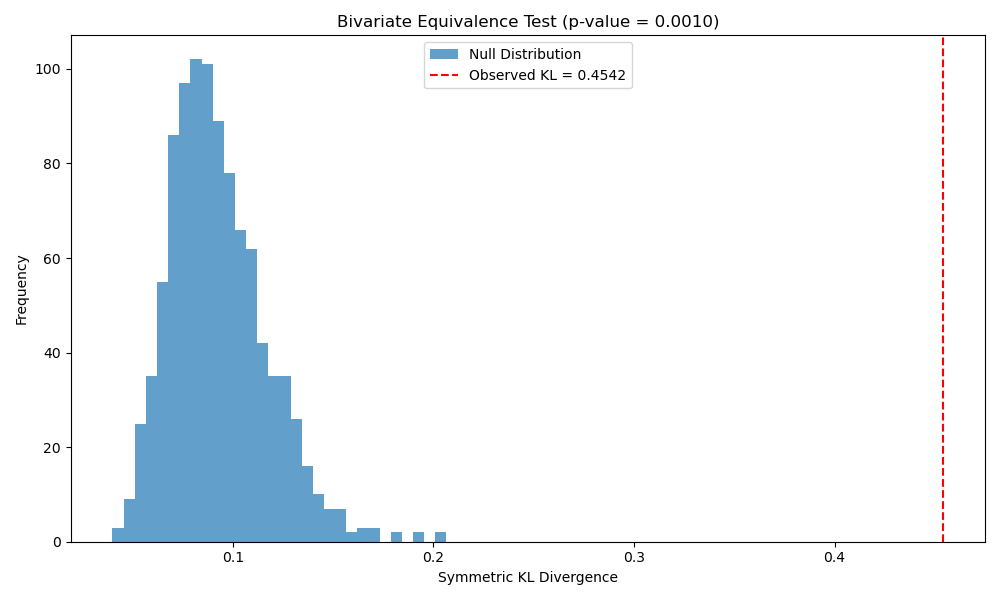 Bivariate Equivalence Test (p-value = 0.0010)
Null Distribution
Observed KL = 0.4542
Frequency
100
80
60
40
20
0
0.1 0.2 0.3 0.4
Symmetric KL Divergence